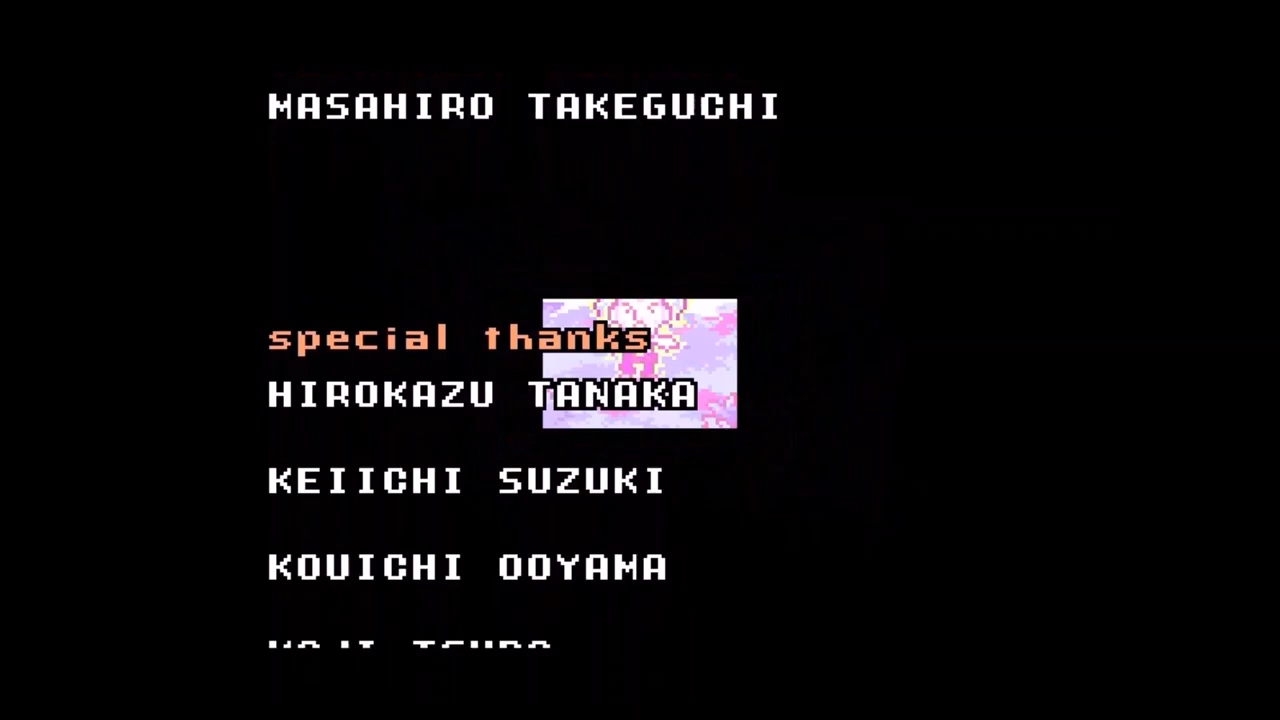 MASAHIRO TAKEGUCHI
special thanks
HIROKAZU TANAKA
KEIICHI SUZUKI
KOUICHI OOYAMA